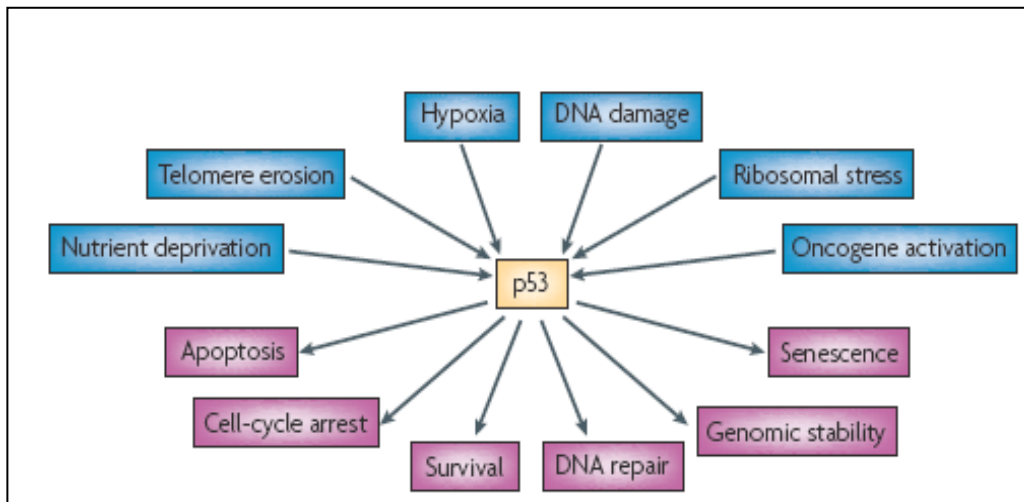 Hypoxia
DNA damage
Telomere erosion
Ribosomal stress
Nutrient deprivation
Oncogene activation
p53
Apoptosis
Senescence
Cell-cycle arrest
Genomic stability
Survival
DNA repair